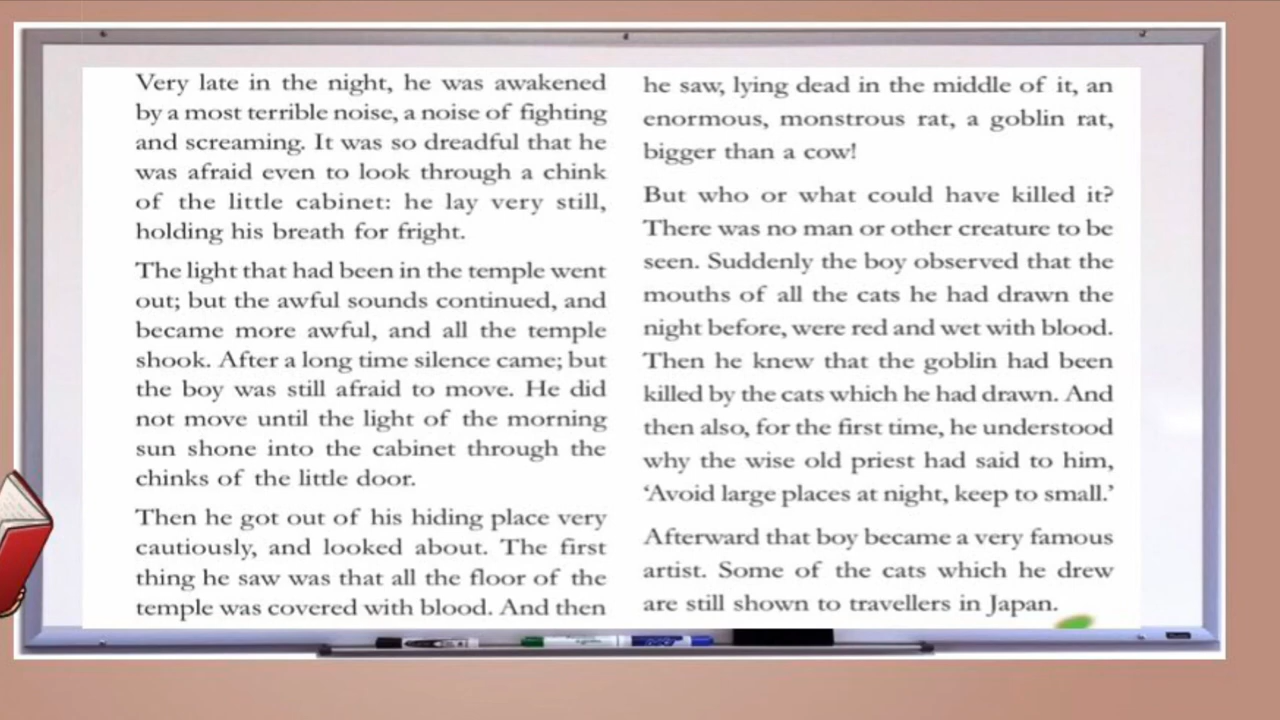 Very late in the night, he was awakened
by a most terrible noise, a noise of fighting
and screaming. It was so dreadful that he
was afraid even to look through a chink
of the little cabinet: he lay very still,
holding his breath for fright.
The light that had been in the temple went
out; but the awful sounds continued, and
became more awful, and all the temple
shook. After a long time silence came; but
the boy was still afraid to move. He did
not move until the light of the morning
sun shone into the cabinet through the
chinks of the little door.
Then he got out of his hiding place very
cautiously, and looked about. The first
thing he saw was that all the floor of the
temple was covered with blood. And then
he saw, lying dead in the middle of it, an
enormous, monstrous rat, a goblin rat,
bigger than a cow!
But who or what could have killed it?
There was no man or other creature to be
seen. Suddenly the boy observed that the
mouths of all the cats he had drawn the
night before, were red and wet with blood.
Then he knew that the goblin had been
killed by the cats which he had drawn. And
then also, for the first time, he understood
why the wise old priest had said to him,
‘Avoid large places at night, keep to small.’
Afterward that boy became a very famous
artist. Some of the cats which he drew
are still shown to travellers in Japan.